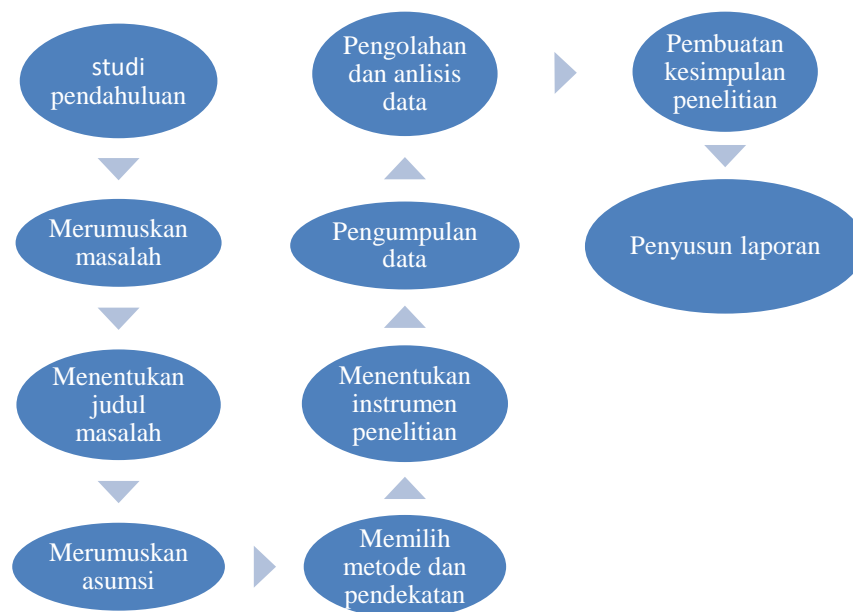 studi
pendahuluan
Merumuskan
masalah
Menentukan
judul
masalah
Merumuskan
asumsi
Memilih
metode dan
pendekatan
Menentukan
instrumen
penelitian
Pengumpulan
data
Pengolahan
dan anlisis
data
Pembuatan
kesimpulan
penelitian
Penyusun laporan